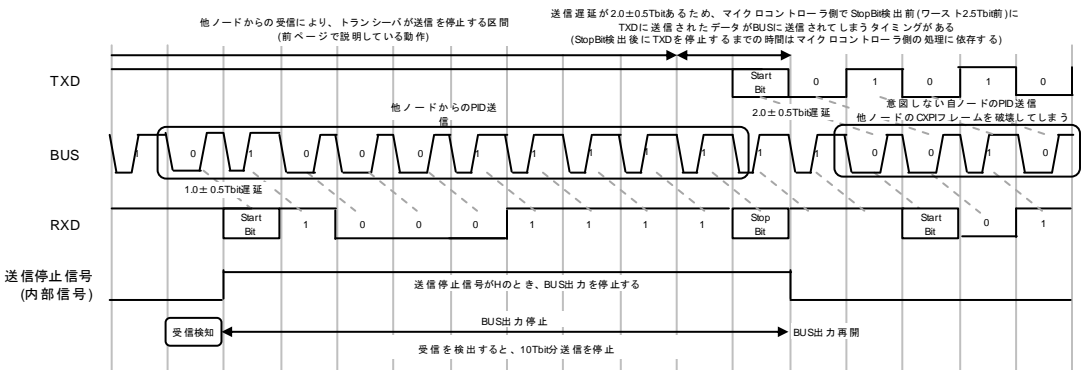 他ノードからの受信により、トランシーバが送信を停止する区間
(前ページで説明している動作)
送信遅延が2.0±0.5Tbitあるため、マイクロコントローラ側でStopBit検出前(ワースト2.5Tbit前)に
TXDに送信されたデータがBUSに送信されてしまうタイミングがある
(StopBit検出後にTXDを停止するまでの時間はマイクロコントローラ側の処理に依存する)
TXD
Start
Bit
0
1
0
1
0
他ノードからのPID送
信
2.0±0.5Tbit遅延
意図しない自ノードのPID送信
他ノードのCXPIフレームを破壊してしまう
BUS
1
0
1
0
0
0
1
1
1
1
1
1
0
0
1
0
1.0±0.5Tbit遅延
RXD
Start
Bit
1
0
0
0
1
1
1
1
Stop
Bit
Start
Bit
0
1
送信停止信号
(内部信号)
送信停止信号がHのとき、BUS出力を停止する
受信検知
BUS出力停止
BUS出力再開
受信を検出すると、10Tbit分送信を停止